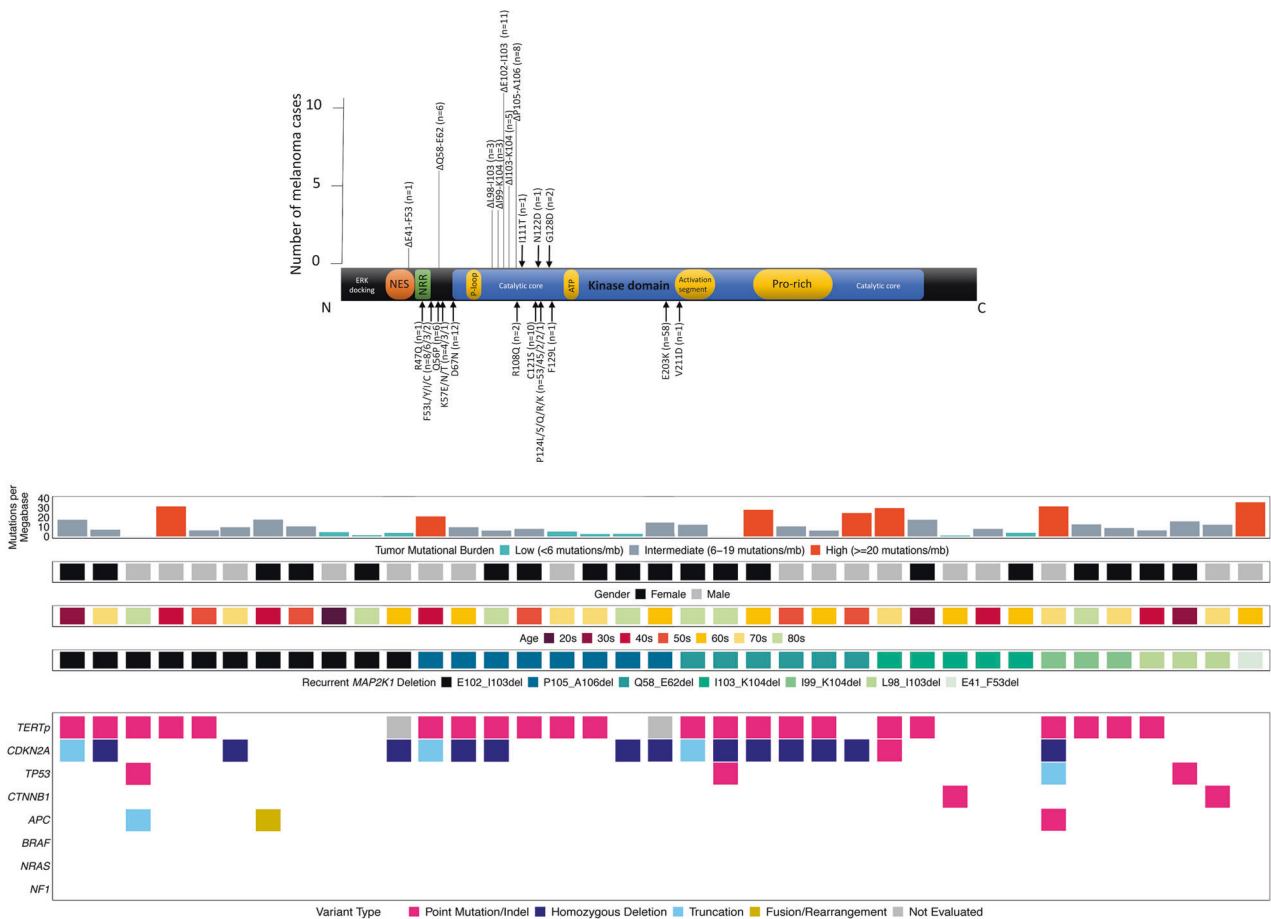 Number of melanoma cases
10
5
0
ΔE41-F53 (n=1)
ΔQ58-E62 (n=6)
ΔL98-I103 (n=3)
ΔI99-K104 (n=3)
ΔE102-I103 (n=11)
ΔI103-K104 (n=5)
ΔP105-A106 (n=8)
I111T (n=1)
N122D (n=1)
G128D (n=2)
ERK docking
NES
NRR
P-loop
Catalytic core
ATP
Kinase domain
Activation segment
Pro-rich
Catalytic core
N
C
R47Q (n=1)
F53L/Y/I/C (n=8/6/3/2)
Q56P (n=6)
K57E/N/T (n=4/3/1)
D67N (n=12)
R108Q (n=2)
C121S (n=10)
P124L/S/Q/R/K (n=53/45/2/2/1)
F129L (n=1)
E203K (n=58)
V211D (n=1)
Mutations per Megabase
40
30
20
10
0
Tumor Mutational Burden Low (<6 mutations/mb) Intermediate (6–19 mutations/mb) High (>=20 mutations/mb)
Gender Female Male
Age 20s 30s 40s 50s 60s 70s 80s
Recurrent MAP2K1 Deletion E102_I103del P105_A106del Q58_E62del I103_K104del I99_K104del L98_I103del E41_F53del
TERTp
CDKN2A
TP53
CTNNB1
APC
BRAF
NRAS
NF1
Variant Type Point Mutation/Indel Homozygous Deletion Truncation Fusion/Rearrangement Not Evaluated